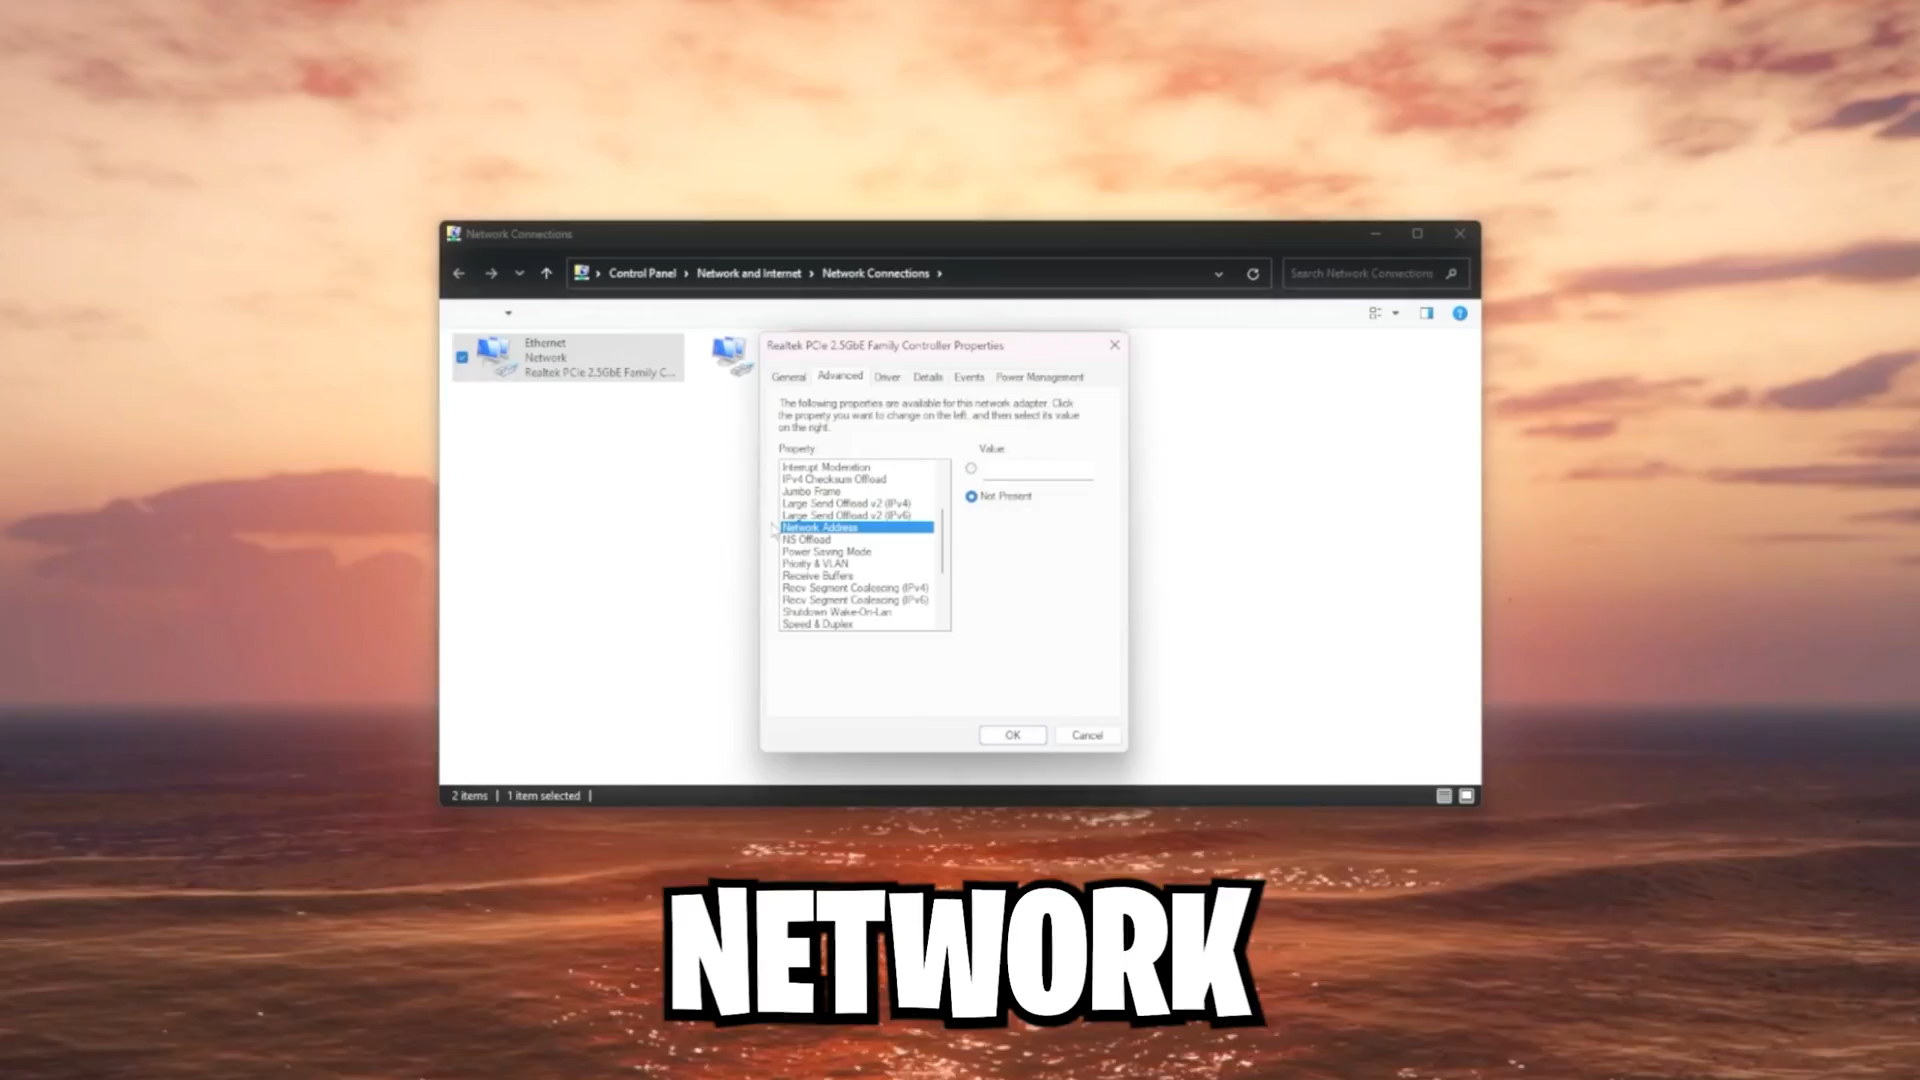 Network Connections
Control Panel
Network and Internet
Network Connections
Search Network Connections
Ethernet
Network
Realtek PCIe 2.5GbE Family C...
Realtek PCIe 2.5GbE Family Controller Properties
General
Advanced
Driver
Details
Events
Power Management
The following properties are available for this network adapter. Click
the property you want to change on the left, and then select its value
on the right.
Property:
Value:
Interrupt Moderation
IPv4 Checksum Offload
Jumbo Frame
Large Send Offload v2 (IPv4)
Large Send Offload v2 (IPv6)
Network Address
NS Offload
Power Saving Mode
Priority & VLAN
Receive Buffers
Recv Segment Coalescing (IPv4)
Recv Segment Coalescing (IPv6)
Shutdown Wake-On-Lan
Speed & Duplex
Not Present
OK
Cancel
2 items
1 item selected
NETWORK